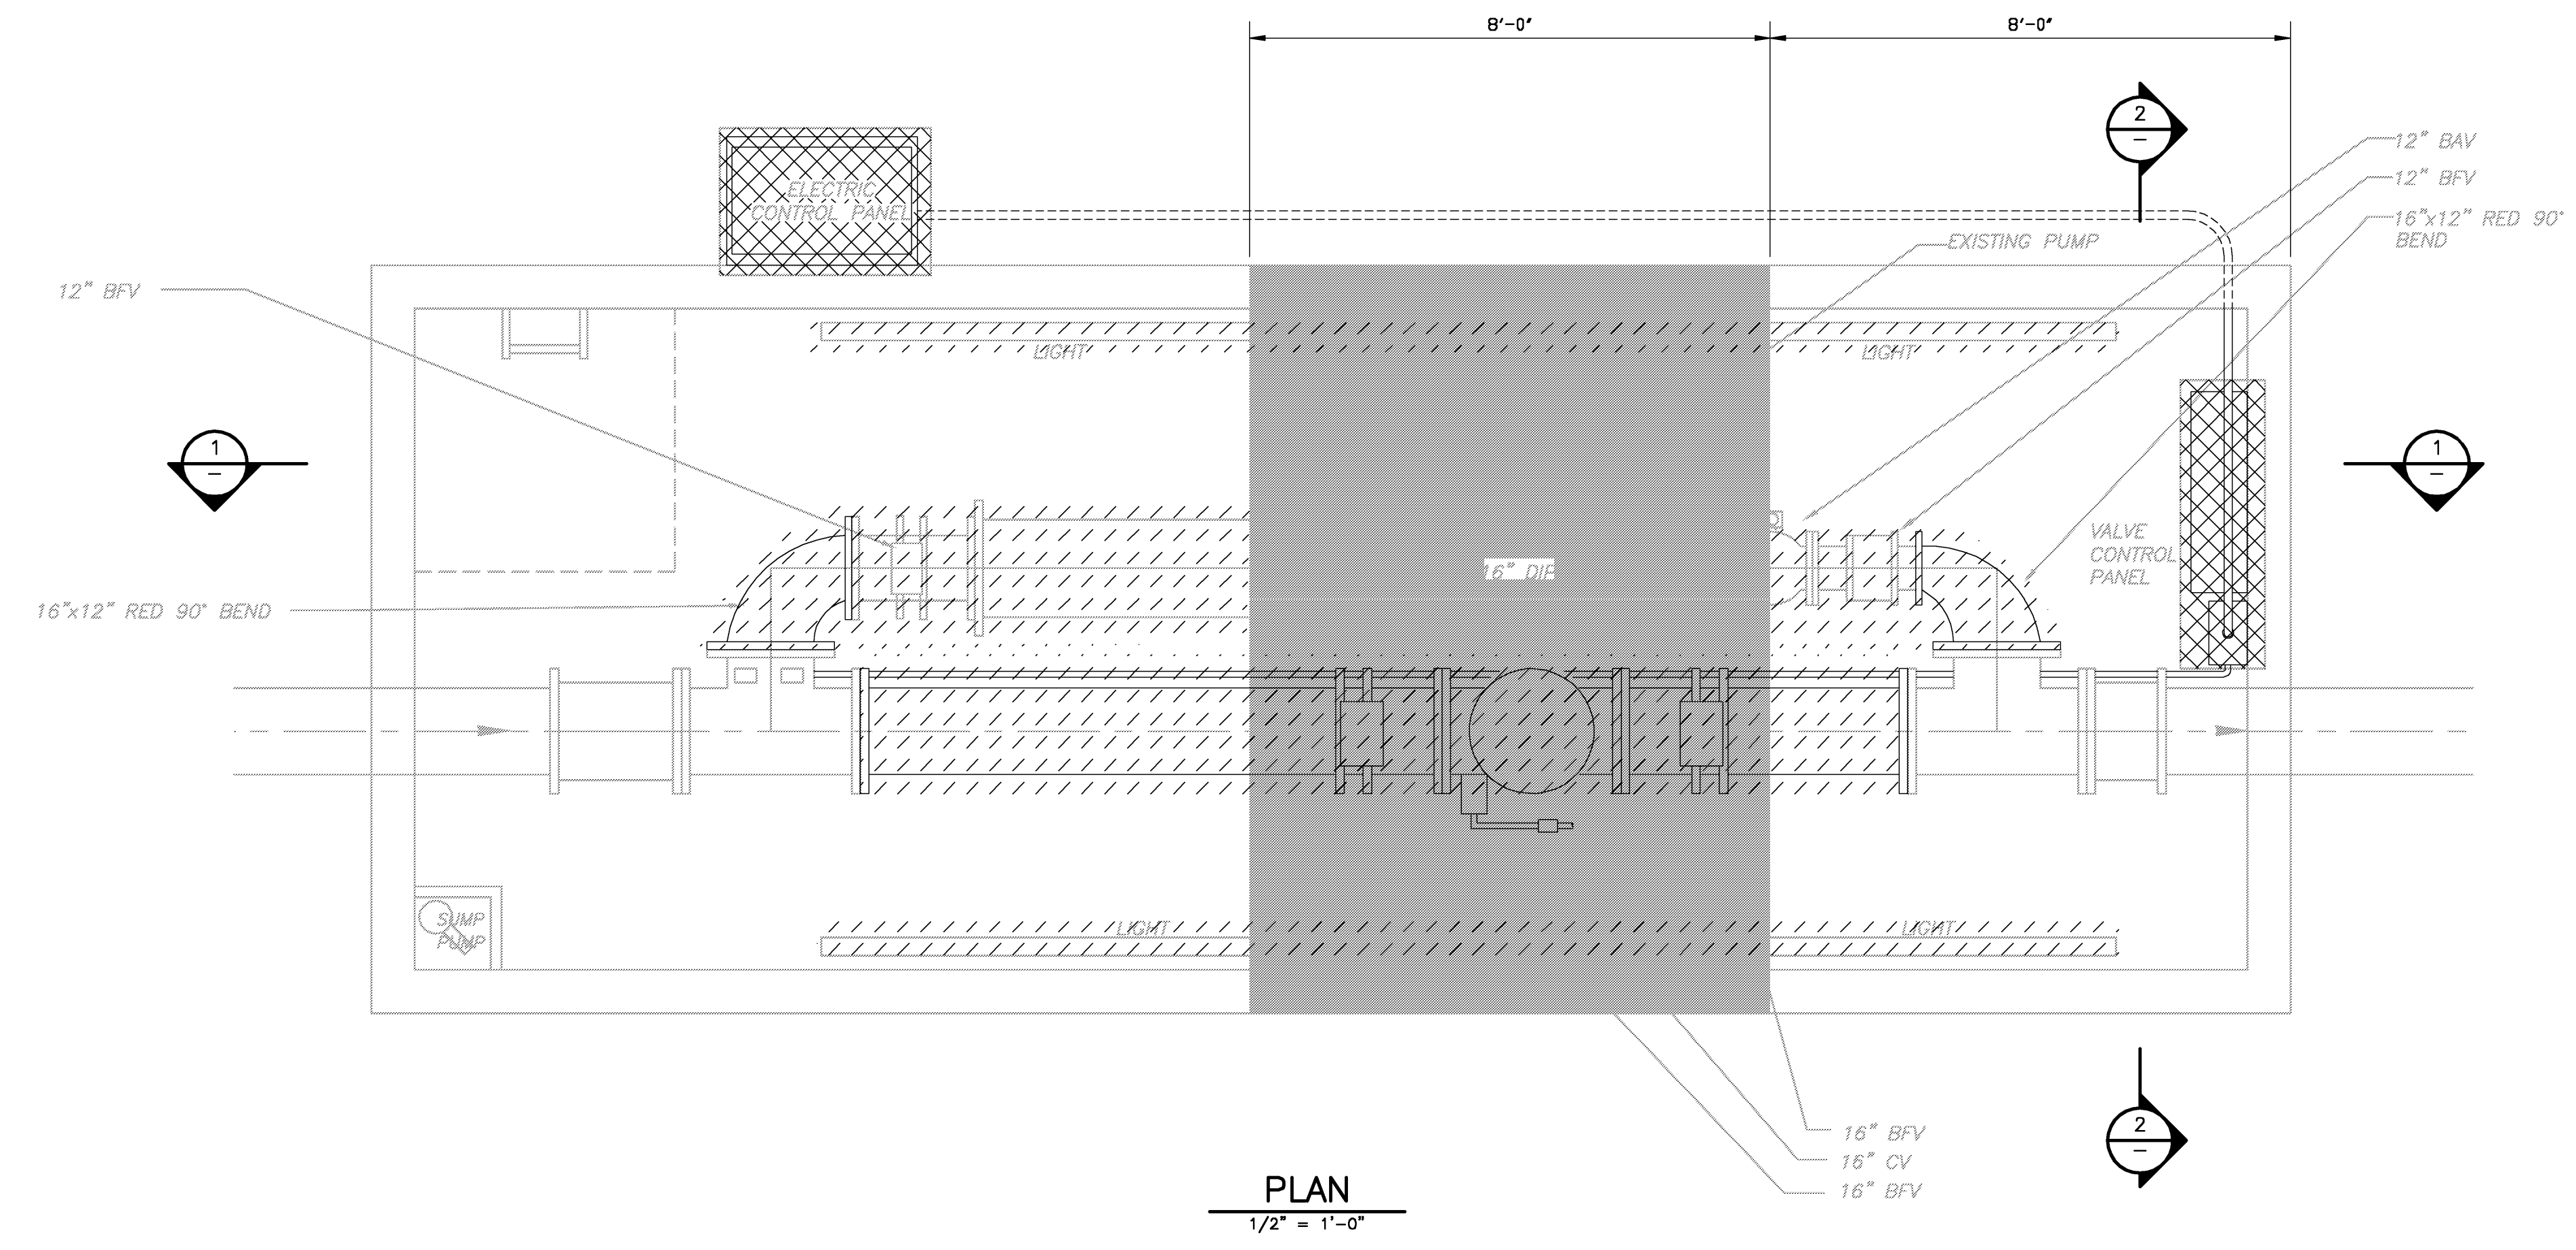 8'-0"
8'-0"
2
–
12" BAV
12" BFV
16"x12" RED 90°
BEND
ELECTRIC
CONTROL PANEL
EXISTING PUMP
12" BFV
LIGHT
LIGHT
1
–
1
–
VALVE
CONTROL
PANEL
16" DIP
16"x12" RED 90° BEND
SUMP
PUMP
LIGHT
LIGHT
16" BFV
16" CV
16" BFV
2
–
PLAN
1/2" = 1'-0"